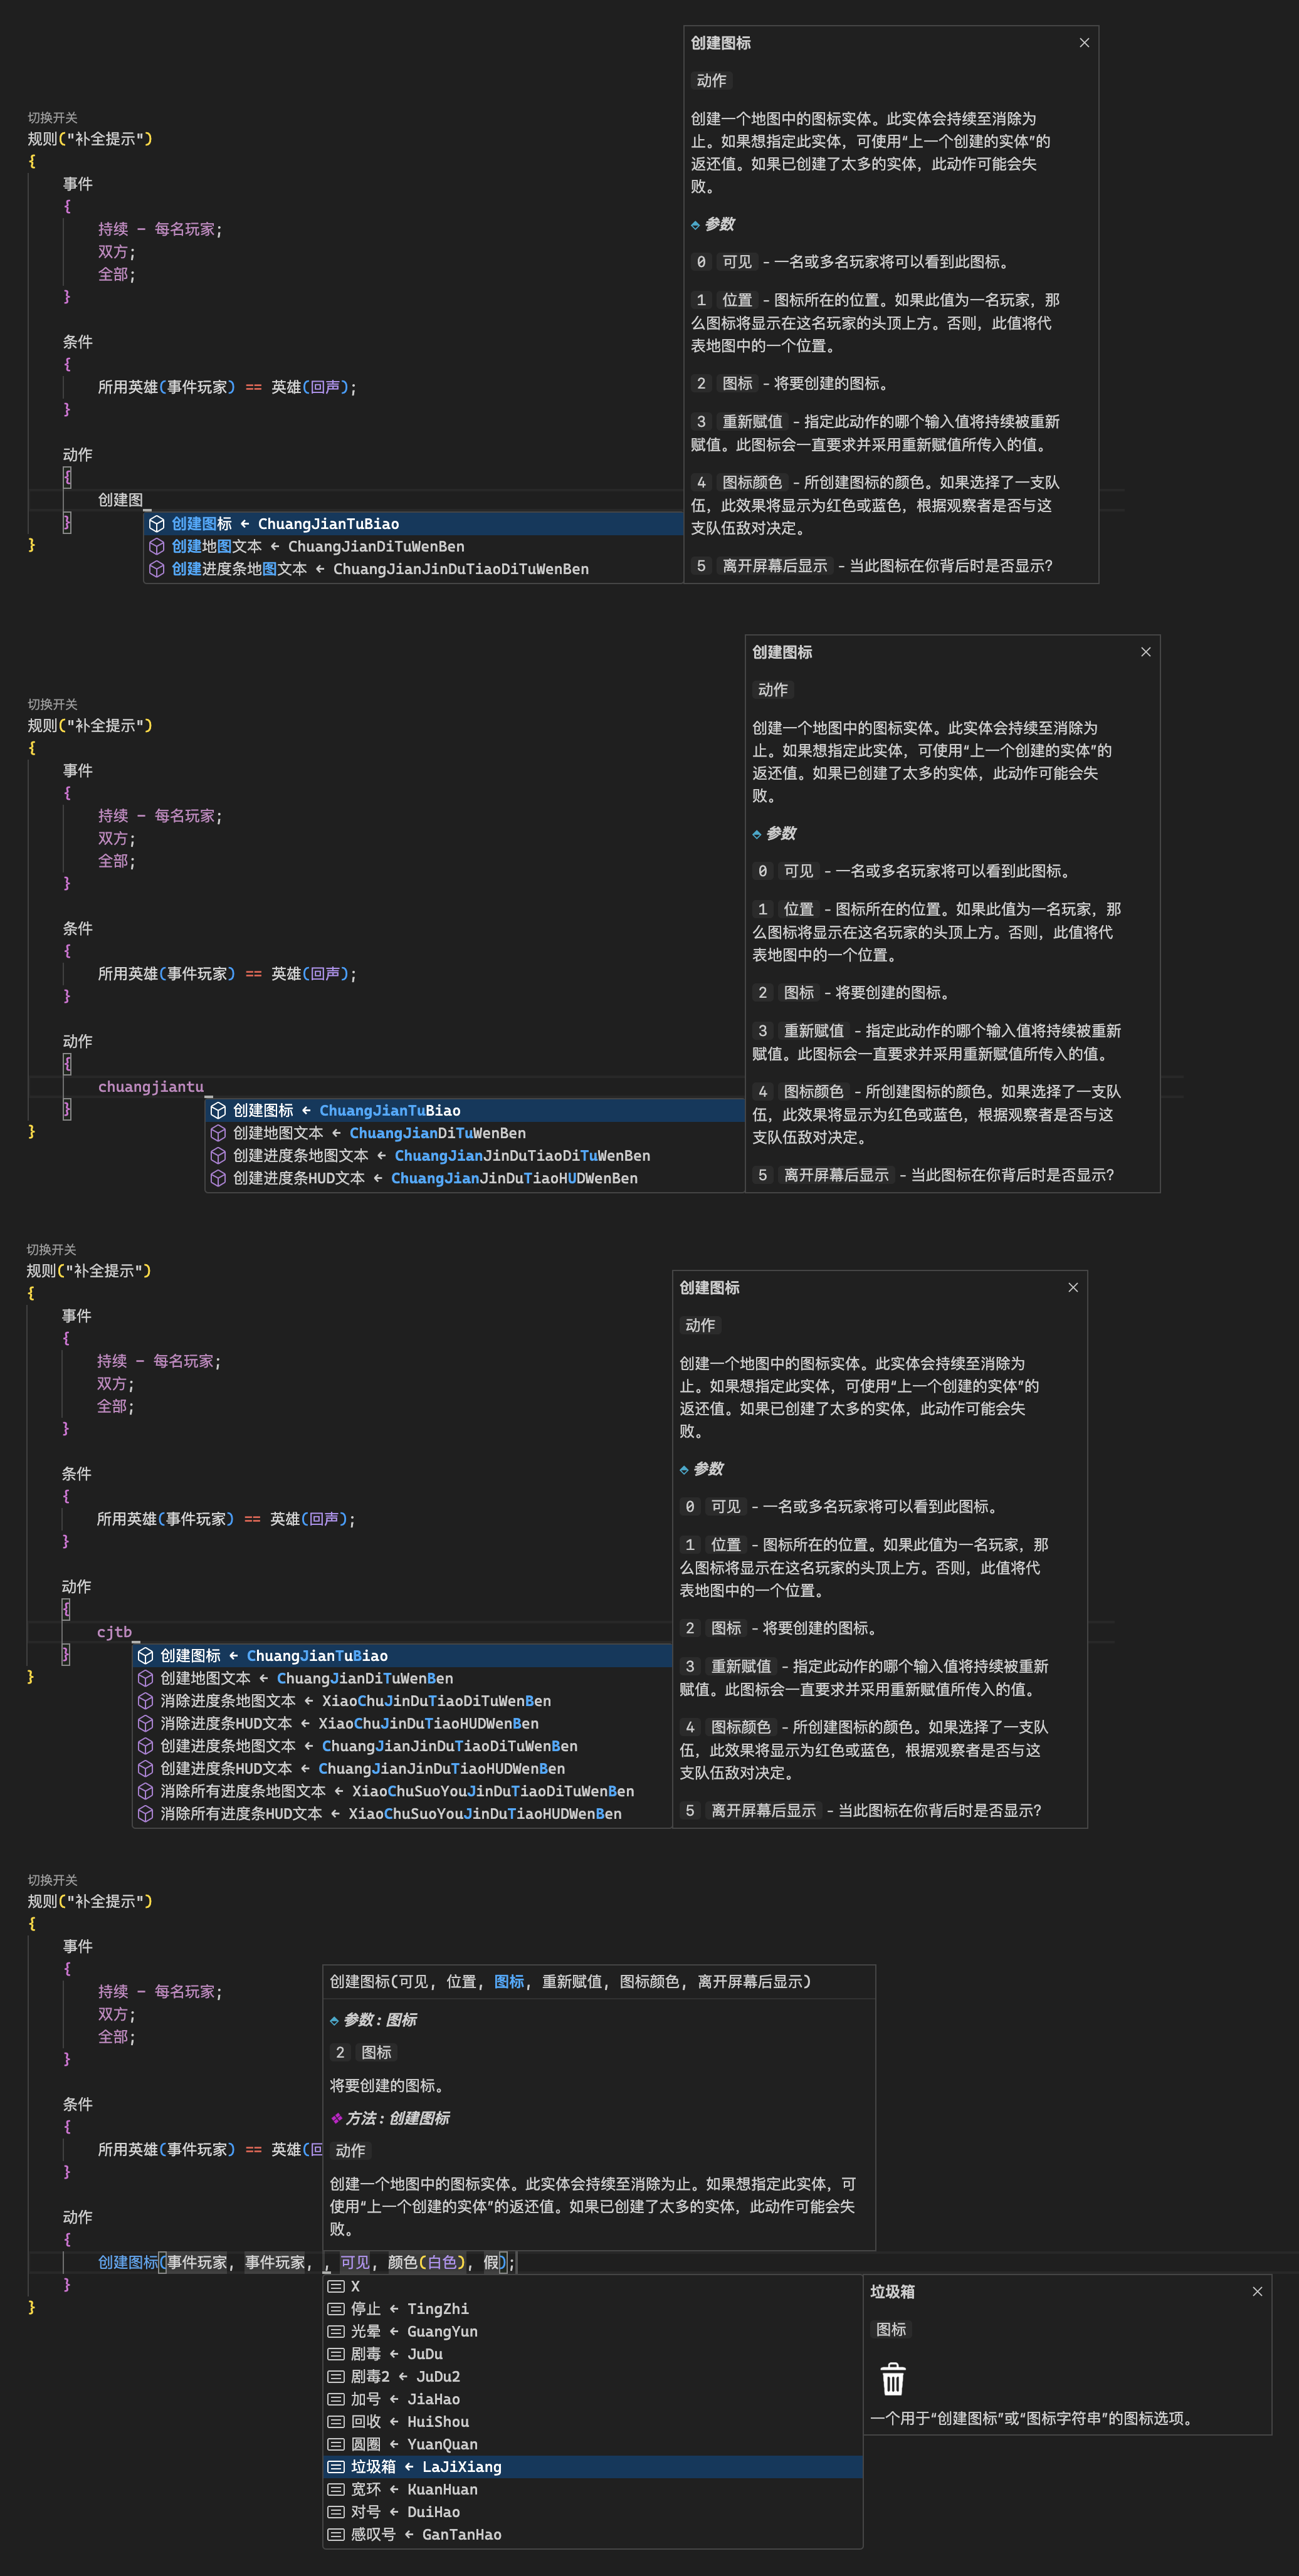 创建图标
动作
创建一个地图中的图标实体。此实体会持续至消除为
止。如果想指定此实体，可使用“上一个创建的实体”的
返还值。如果已创建了太多的实体，此动作可能会失
败。
参数
0 可见 - 一名或多名玩家将可以看到此图标。
1 位置 - 图标所在的位置。如果此值为一名玩家，那
么图标将显示在这名玩家的头顶上方。否则，此值将代
表地图中的一个位置。
2 图标 - 将要创建的图标。
3 重新赋值 - 指定此动作的哪个输入值将持续被重新
赋值。此图标会一直要求并采用重新赋值所传入的值。
4 图标颜色 - 所创建图标的颜色。如果选择了一支队
伍，此效果将显示为红色或蓝色，根据观察者是否与这
支队伍敌对决定。
5 离开屏幕后显示 - 当此图标在你背后时是否显示？
切换开关
规则("补全提示")
{
事件
{
持续 - 每名玩家;
双方;
全部;
}
条件
{
所用英雄(事件玩家) == 英雄(回声);
}
动作
{
创建图
}
}
创建图标 ← ChuangJianTuBiao
创建地图文本 ← ChuangJianDiTuWenBen
创建进度条地图文本 ← ChuangJianJinDuTiaoDiTuWenBen
创建图标
动作
创建一个地图中的图标实体。此实体会持续至消除为
止。如果想指定此实体，可使用“上一个创建的实体”的
返还值。如果已创建了太多的实体，此动作可能会失
败。
参数
0 可见 - 一名或多名玩家将可以看到此图标。
1 位置 - 图标所在的位置。如果此值为一名玩家，那
么图标将显示在这名玩家的头顶上方。否则，此值将代
表地图中的一个位置。
2 图标 - 将要创建的图标。
3 重新赋值 - 指定此动作的哪个输入值将持续被重新
赋值。此图标会一直要求并采用重新赋值所传入的值。
4 图标颜色 - 所创建图标的颜色。如果选择了一支队
伍，此效果将显示为红色或蓝色，根据观察者是否与这
支队伍敌对决定。
5 离开屏幕后显示 - 当此图标在你背后时是否显示？
切换开关
规则("补全提示")
{
事件
{
持续 - 每名玩家;
双方;
全部;
}
条件
{
所用英雄(事件玩家) == 英雄(回声);
}
动作
{
chuangjiantu
}
}
创建图标 ← ChuangJianTuBiao
创建地图文本 ← ChuangJianDiTuWenBen
创建进度条地图文本 ← ChuangJianJinDuTiaoDiTuWenBen
创建进度条HUD文本 ← ChuangJianJinDuTiaoHUDWenBen
创建图标
动作
创建一个地图中的图标实体。此实体会持续至消除为
止。如果想指定此实体，可使用“上一个创建的实体”的
返还值。如果已创建了太多的实体，此动作可能会失
败。
参数
0 可见 - 一名或多名玩家将可以看到此图标。
1 位置 - 图标所在的位置。如果此值为一名玩家，那
么图标将显示在这名玩家的头顶上方。否则，此值将代
表地图中的一个位置。
2 图标 - 将要创建的图标。
3 重新赋值 - 指定此动作的哪个输入值将持续被重新
赋值。此图标会一直要求并采用重新赋值所传入的值。
4 图标颜色 - 所创建图标的颜色。如果选择了一支队
伍，此效果将显示为红色或蓝色，根据观察者是否与这
支队伍敌对决定。
5 离开屏幕后显示 - 当此图标在你背后时是否显示？
切换开关
规则("补全提示")
{
事件
{
持续 - 每名玩家;
双方;
全部;
}
条件
{
所用英雄(事件玩家) == 英雄(回声);
}
动作
{
cjtb
}
}
创建图标 ← ChuangJianTuBiao
创建地图文本 ← ChuangJianDiTuWenBen
消除进度条地图文本 ← XiaoChuJinDuTiaoDiTuWenBen
消除进度条HUD文本 ← XiaoChuJinDuTiaoHUDWenBen
创建进度条地图文本 ← ChuangJianJinDuTiaoDiTuWenBen
创建进度条HUD文本 ← ChuangJianJinDuTiaoHUDWenBen
消除所有进度条地图文本 ← XiaoChuSuoYouJinDuTiaoDiTuWenBen
消除所有进度条HUD文本 ← XiaoChuSuoYouJinDuTiaoHUDWenBen
切换开关
规则("补全提示")
{
事件
{
持续 - 每名玩家;
双方;
全部;
}
条件
{
所用英雄(事件玩家) == 英雄(回
}
动作
{
创建图标(事件玩家, 事件玩家, , 可见, 颜色(白色), 假);
}
}
创建图标(可见, 位置, 图标, 重新赋值, 图标颜色, 离开屏幕后显示)
参数 : 图标
2 图标
将要创建的图标。
方法 : 创建图标
动作
创建一个地图中的图标实体。此实体会持续至消除为止。如果想指定此实体，可
使用“上一个创建的实体”的返还值。如果已创建了太多的实体，此动作可能会失
败。
X
停止 ← TingZhi
光晕 ← GuangYun
剧毒 ← JuDu
剧毒2 ← JuDu2
加号 ← JiaHao
回收 ← HuiShou
圆圈 ← YuanQuan
垃圾箱 ← LaJiXiang
宽环 ← KuanHuan
对号 ← DuiHao
感叹号 ← GanTanHao
垃圾箱
图标
一个用于“创建图标”或“图标字符串”的图标选项。